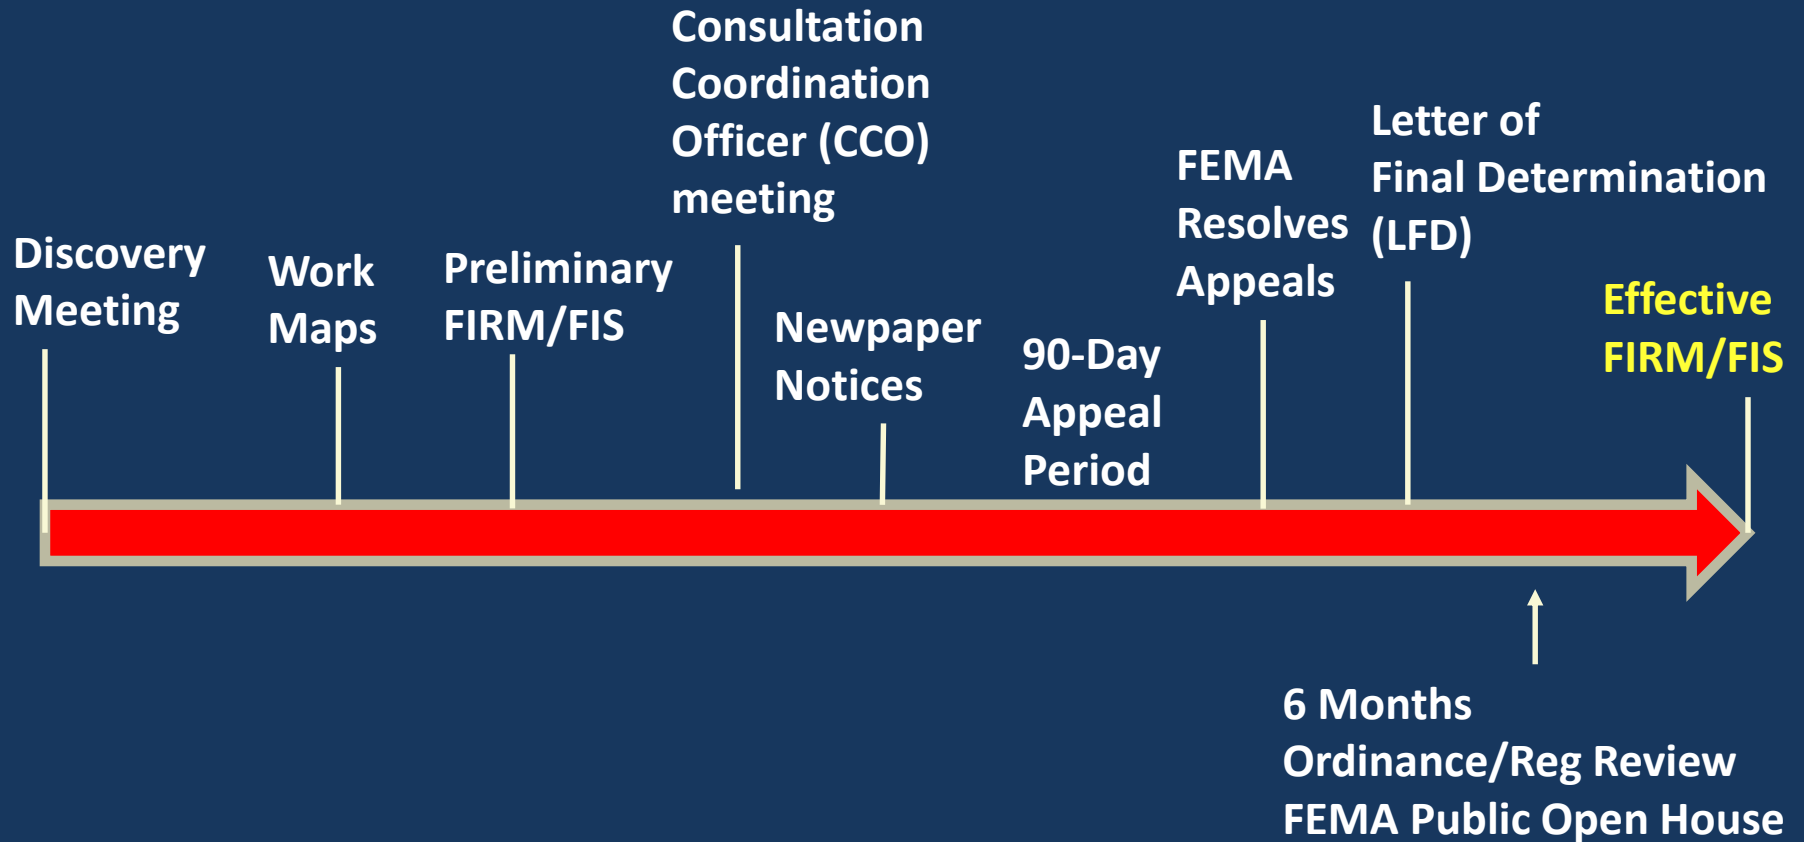 Discovery
Meeting
Work
Maps
Preliminary
FIRM/FIS
Consultation
Coordination
Officer (CCO)
meeting
Newpaper
Notices
90-Day
Appeal
Period
FEMA
Resolves
Appeals
Letter of
Final Determination
(LFD)
Effective
FIRM/FIS
6 Months
Ordinance/Reg Review
FEMA Public Open House